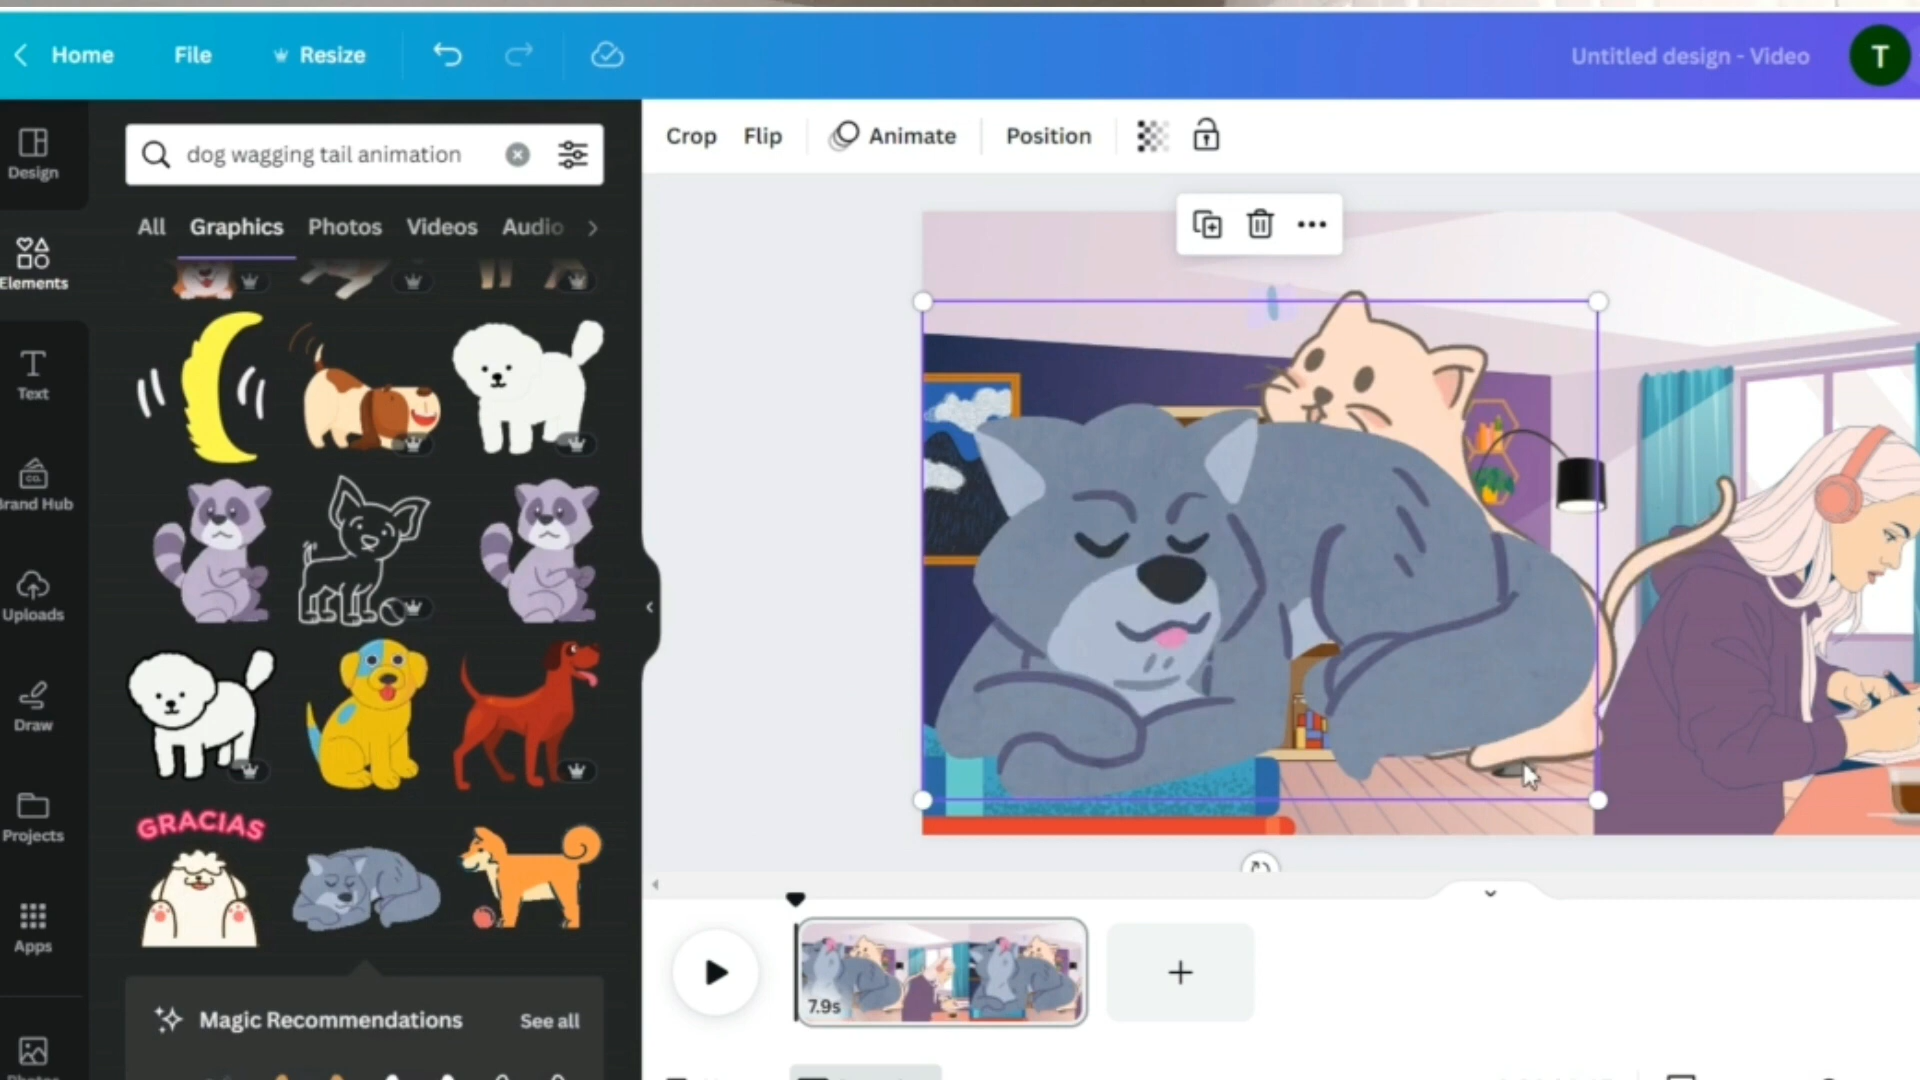 Home File Resize Untitled design - Video T
Design
dog wagging tail animation
Crop Flip Animate Position
All Graphics Photos Videos Audio
Elements
Text
Brand Hub
CO.
Uploads
Draw
Projects
GRACIAS
Apps
7.9s
Magic Recommendations See all